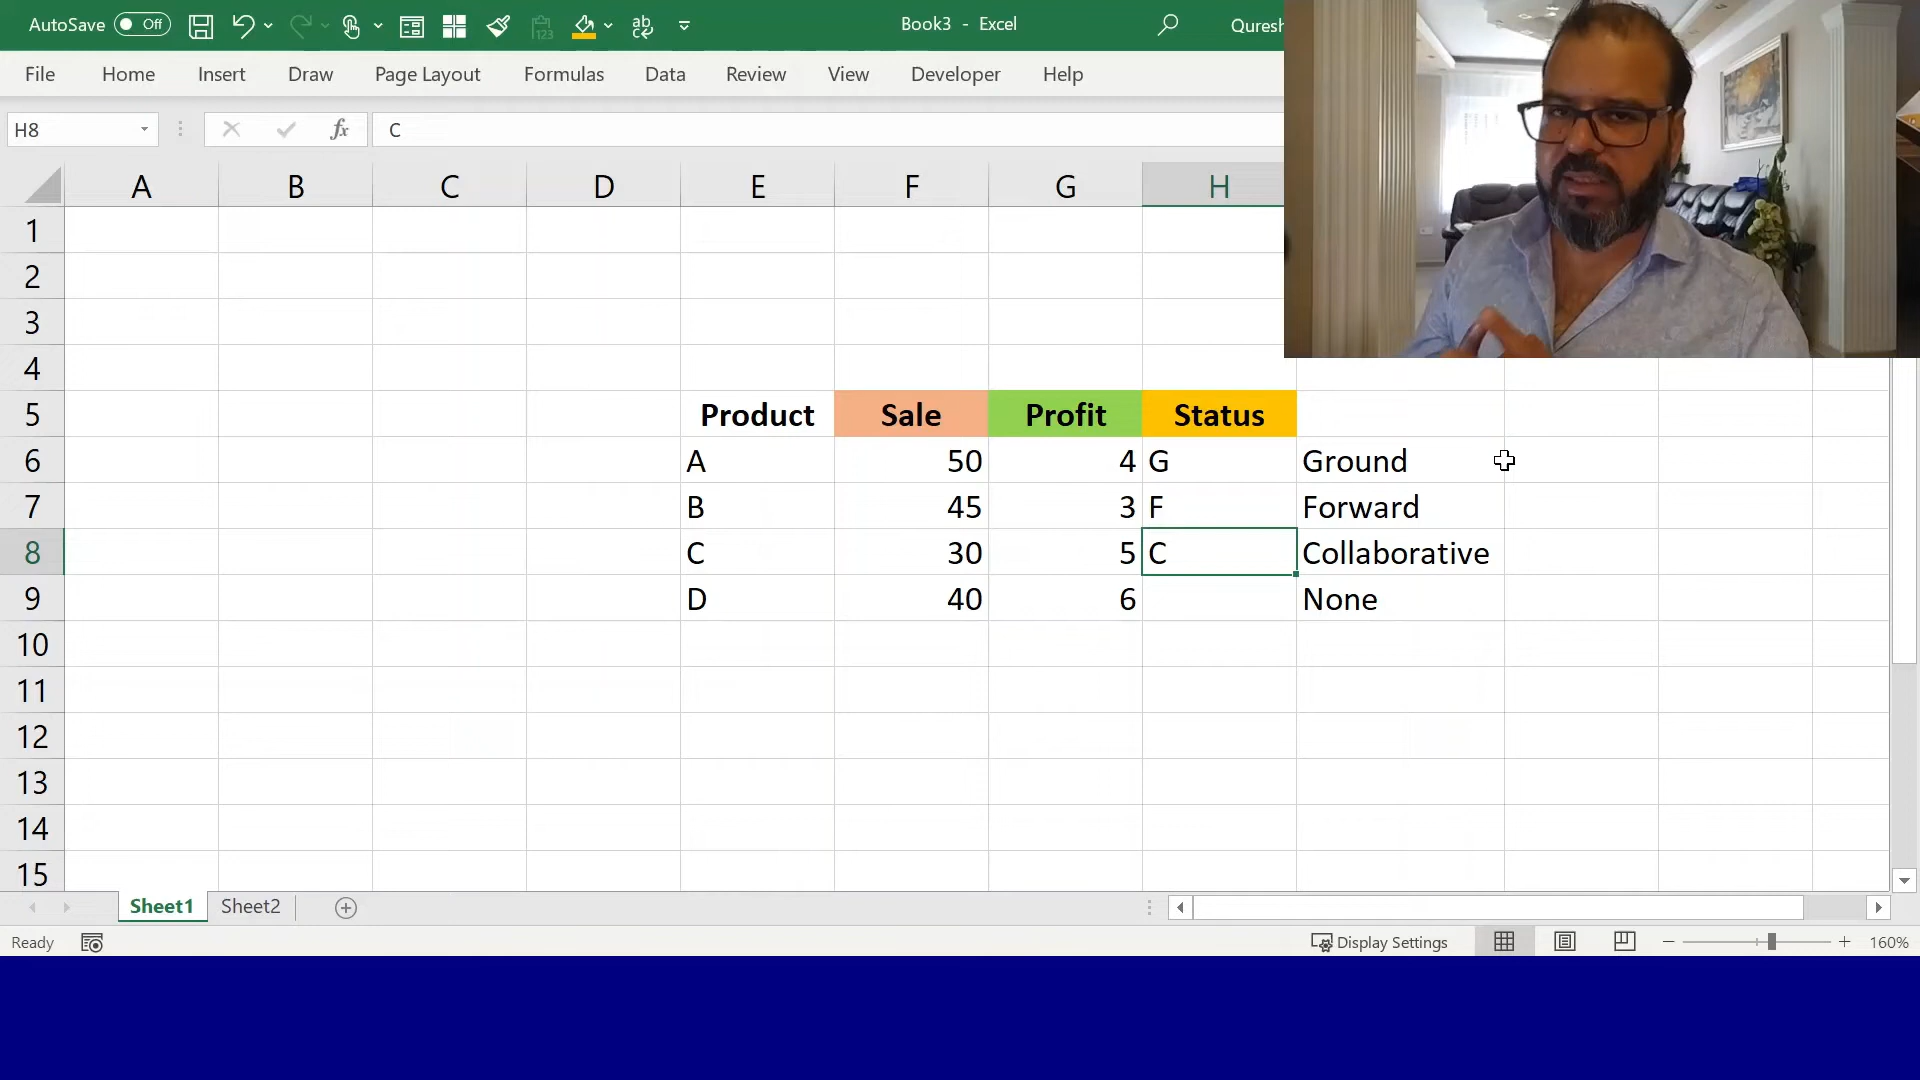 AutoSave Off Book3 - Excel Quresh
File Home Insert Draw Page Layout Formulas Data Review View Developer Help
H8 fx C
A B C D E F G H
1
2
3
4
5 Product Sale Profit Status
6 A 50 4 G Ground
7 B 45 3 F Forward
8 C 30 5 C Collaborative
9 D 40 6 None
10
11
12
13
14
15
Sheet1 Sheet2
Ready Display Settings 160%